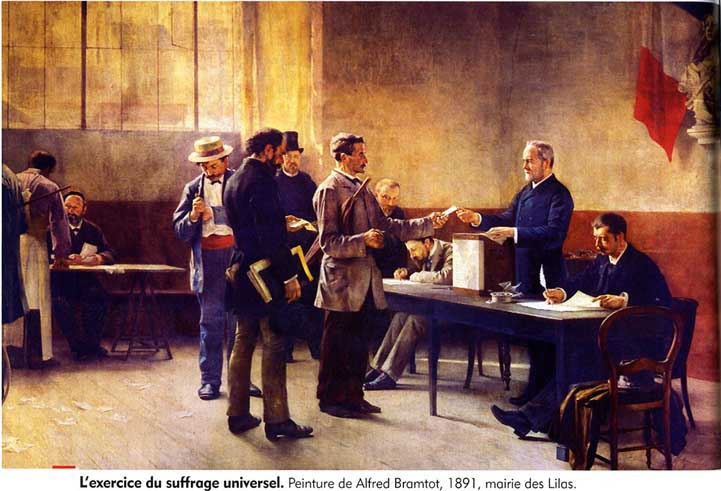 L'exercice du suffrage universel. Peinture de Alfred Bramtot, 1891, mairie des Lilas.